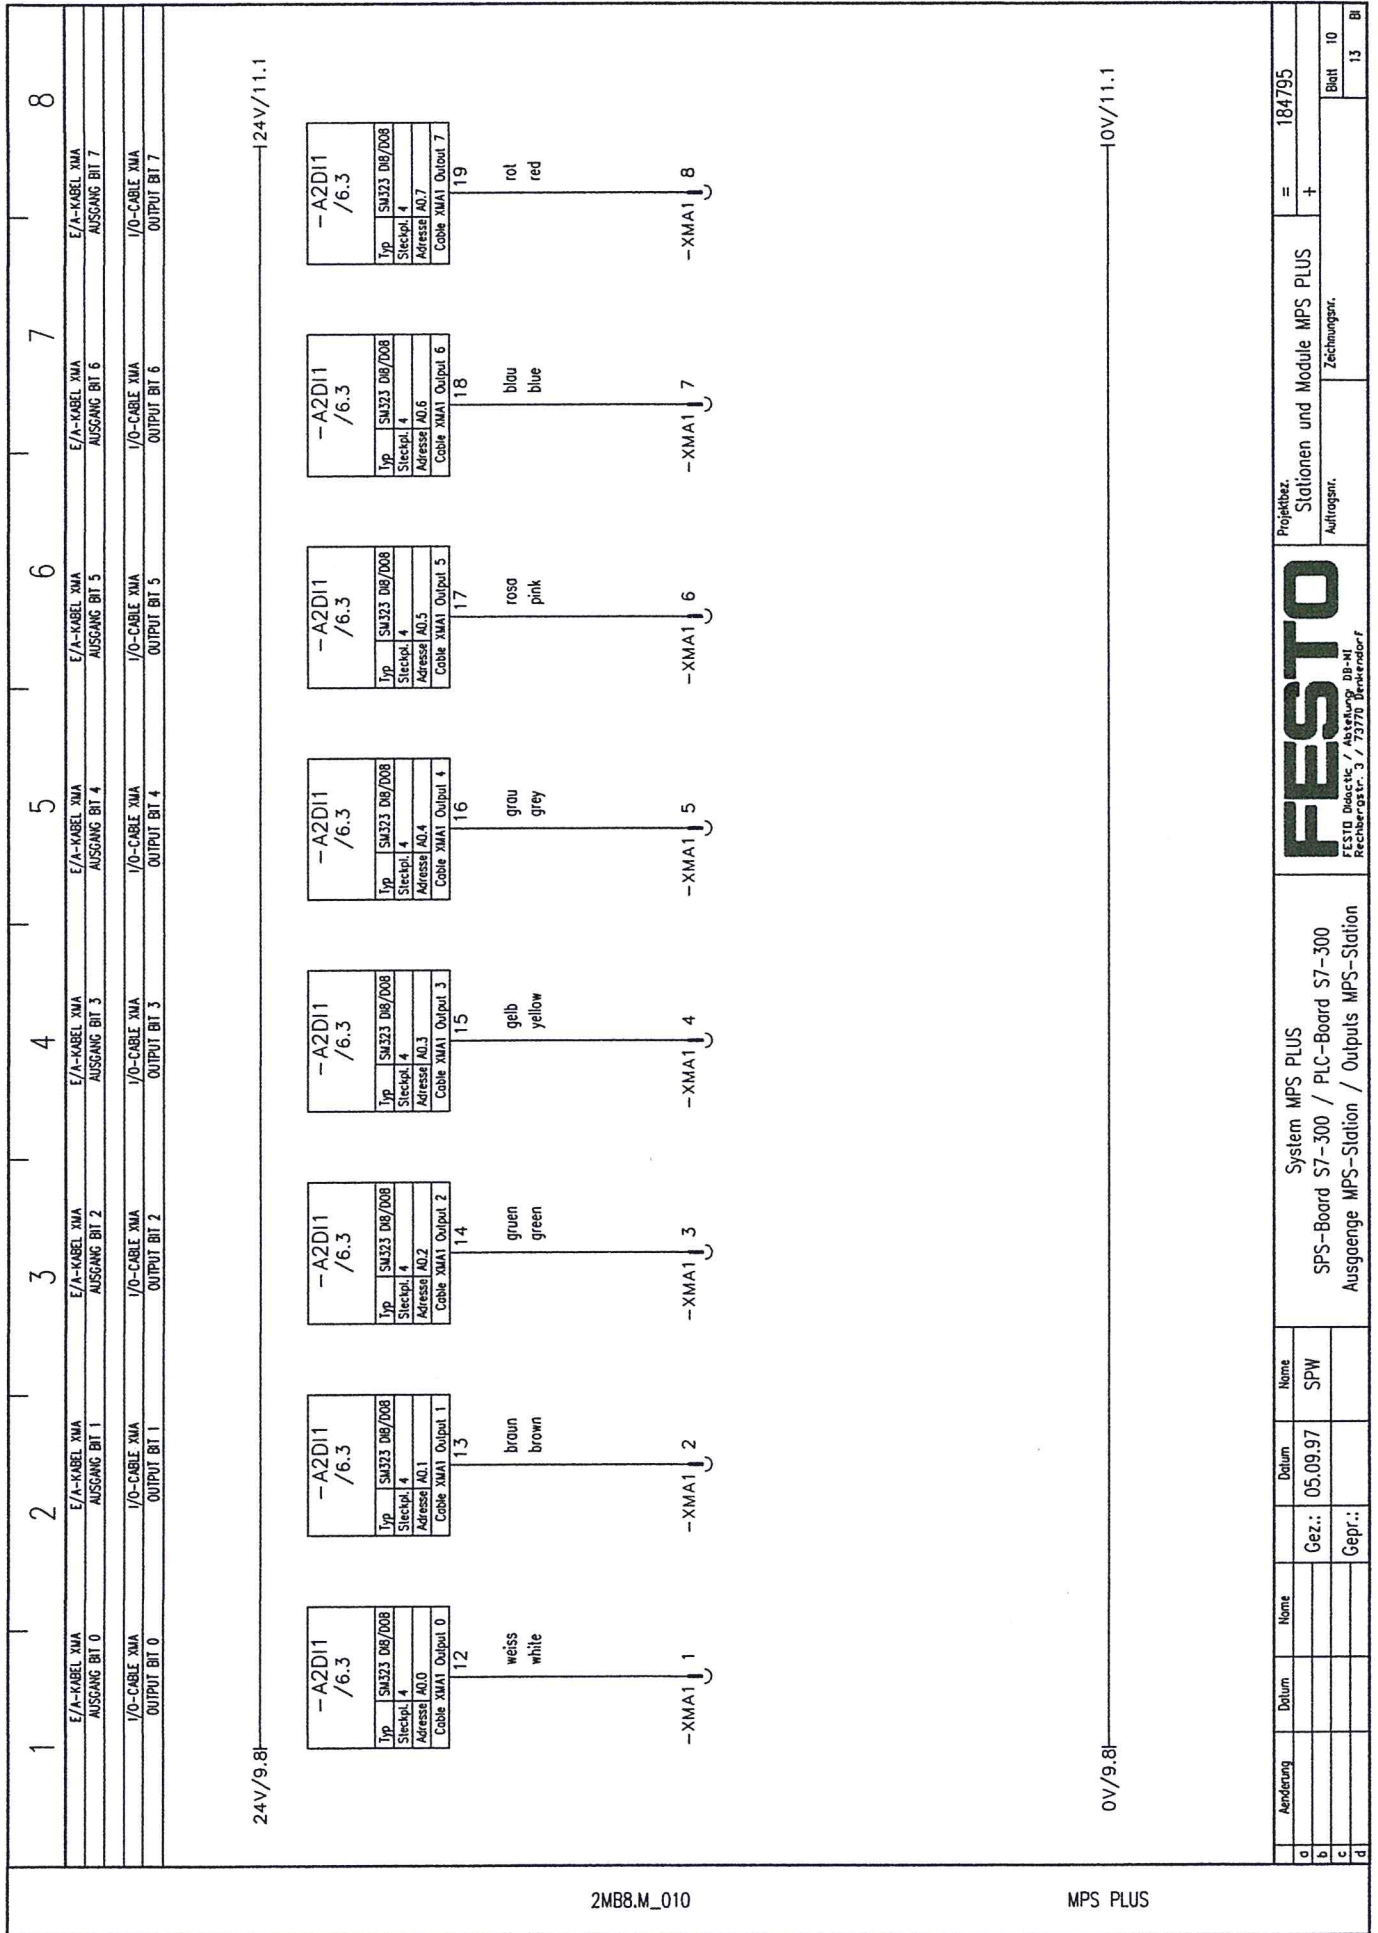 1 2 3 4 5 6 7 8
E/A-KABEL XMA E/A-KABEL XMA E/A-KABEL XMA E/A-KABEL XMA E/A-KABEL XMA E/A-KABEL XMA E/A-KABEL XMA E/A-KABEL XMA
AUSGANG BIT 0 AUSGANG BIT 1 AUSGANG BIT 2 AUSGANG BIT 3 AUSGANG BIT 4 AUSGANG BIT 5 AUSGANG BIT 6 AUSGANG BIT 7
I/O-CABLE XMA I/O-CABLE XMA I/O-CABLE XMA I/O-CABLE XMA I/O-CABLE XMA I/O-CABLE XMA I/O-CABLE XMA I/O-CABLE XMA
OUTPUT BIT 0 OUTPUT BIT 1 OUTPUT BIT 2 OUTPUT BIT 3 OUTPUT BIT 4 OUTPUT BIT 5 OUTPUT BIT 6 OUTPUT BIT 7
24V/9.8 24V/11.1
-A2DI1
/6.3
Typ SM323 DI8/DO8
Steckpl. 4
Adresse A0.0
Cable XMA1 Output 0
12
weiss
white
-XMA1 1
-A2DI1
/6.3
Typ SM323 DI8/DO8
Steckpl. 4
Adresse A0.1
Cable XMA1 Output 1
13
braun
brown
-XMA1 2
-A2DI1
/6.3
Typ SM323 DI8/DO8
Steckpl. 4
Adresse A0.2
Cable XMA1 Output 2
14
gruen
green
-XMA1 3
-A2DI1
/6.3
Typ SM323 DI8/DO8
Steckpl. 4
Adresse A0.3
Cable XMA1 Output 3
15
gelb
yellow
-XMA1 4
-A2DI1
/6.3
Typ SM323 DI8/DO8
Steckpl. 4
Adresse A0.4
Cable XMA1 Output 4
16
grau
grey
-XMA1 5
-A2DI1
/6.3
Typ SM323 DI8/DO8
Steckpl. 4
Adresse A0.5
Cable XMA1 Output 5
17
rosa
pink
-XMA1 6
-A2DI1
/6.3
Typ SM323 DI8/DO8
Steckpl. 4
Adresse A0.6
Cable XMA1 Output 6
18
blau
blue
-XMA1 7
-A2DI1
/6.3
Typ SM323 DI8/DO8
Steckpl. 4
Adresse A0.7
Cable XMA1 Outout 7
19
rot
red
-XMA1 8
0V/9.8 0V/11.1
Aenderung Datum Name
a
b
c
d
Datum Name
Gez.: 05.09.97 SPW
Gepr.:
System MPS PLUS
SPS-Board S7-300 / PLC-Board S7-300
Ausgaenge MPS-Station / Outputs MPS-Station
FESTO
FESTO Didactic / Abteilung DB-MI
Rechbergstr. 3 / 73770 Denkendorf
Projektbez.
Stationen und Module MPS PLUS
Auftragsnr.
Zeichnungsnr.
= 184795
+
Blatt 10
13 Bl
2MB8.M_010
MPS PLUS